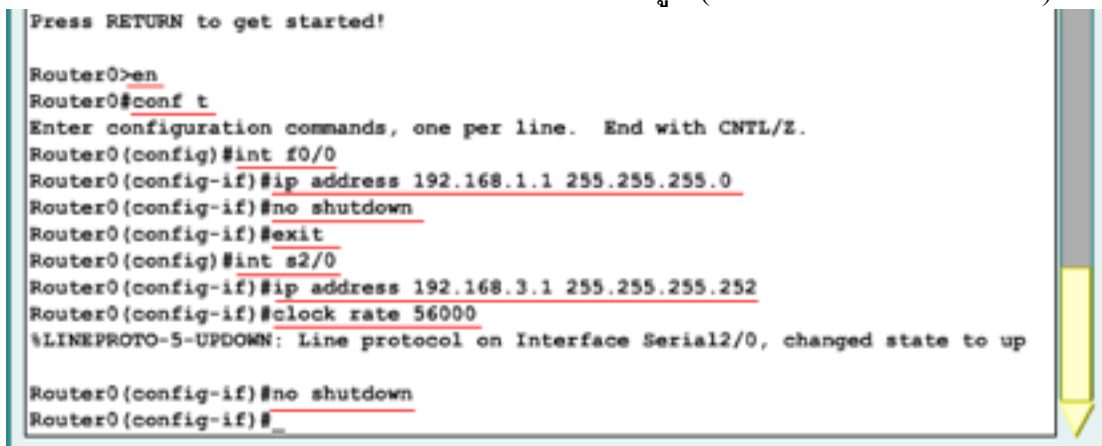 Press RETURN to get started!
Router0>en
Router0#conf t
Enter configuration commands, one per line. End with CNTL/Z.
Router0(config)#int f0/0
Router0(config-if)#ip address 192.168.1.1 255.255.255.0
Router0(config-if)#no shutdown
Router0(config-if)#exit
Router0(config)#int s2/0
Router0(config-if)#ip address 192.168.3.1 255.255.255.252
Router0(config-if)#clock rate 56000
%LINEPROTO-5-UPDOWN: Line protocol on Interface Serial2/0, changed state to up
Router0(config-if)#no shutdown
Router0(config-if)#_